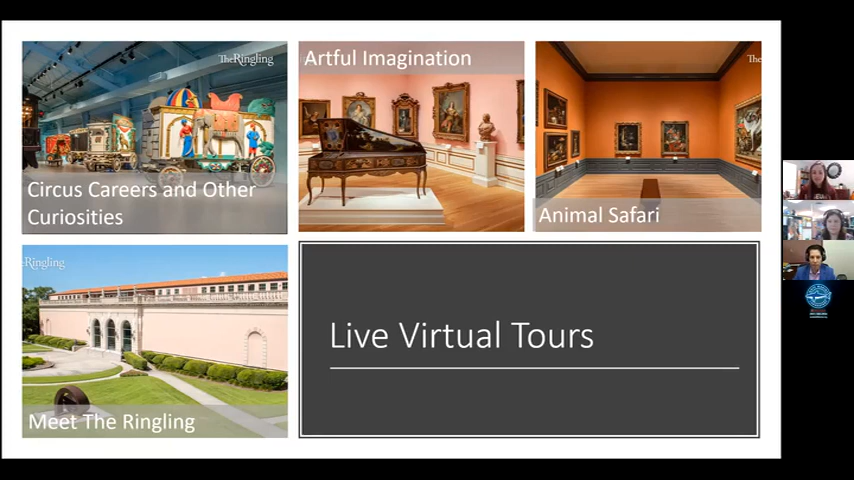 TheRingling
Circus Careers and Other
Curiosities
Artful Imagination
The
Animal Safari
Ringling
Meet The Ringling
Live Virtual Tours